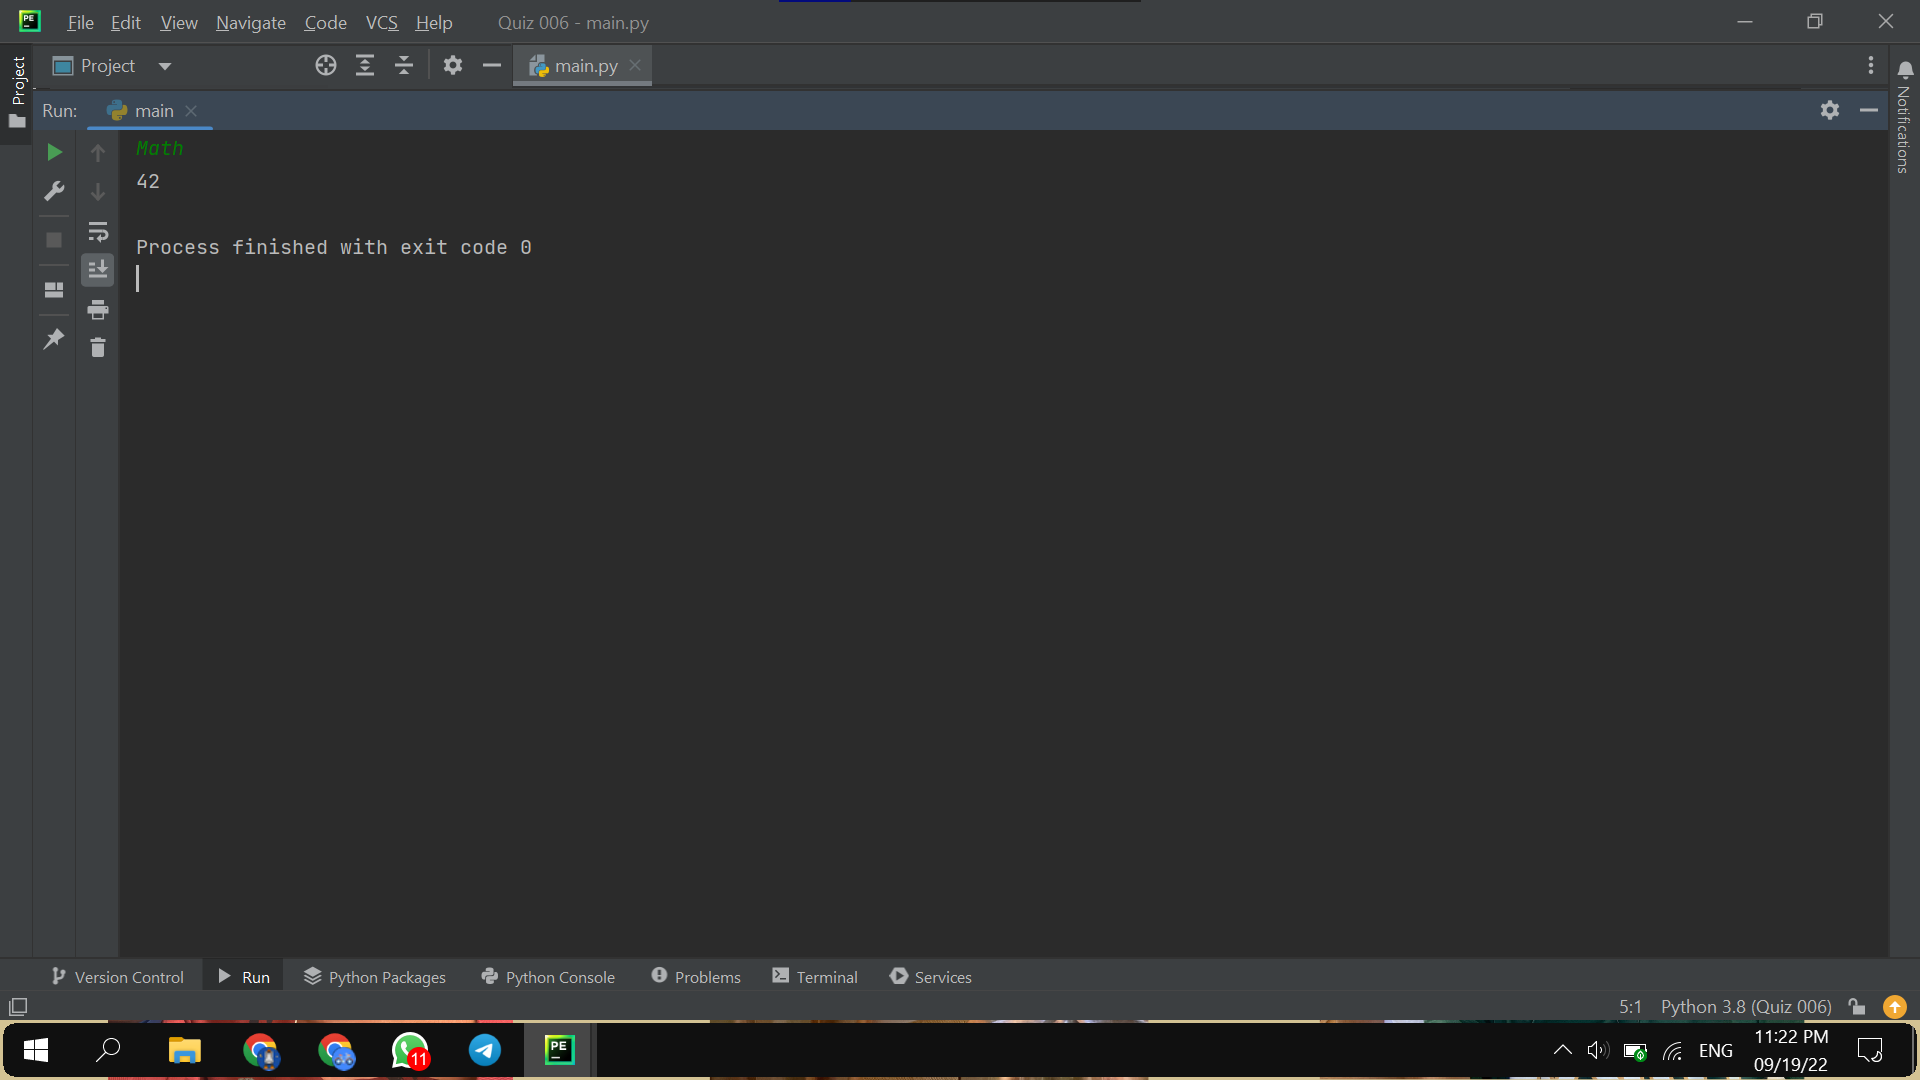 PE File Edit View Navigate Code VCS Help Quiz 006 - main.py
Project
Project main.py
Notifications
Run: main
Math
42
Process finished with exit code 0
Version Control Run Python Packages Python Console Problems Terminal Services
5:1 Python 3.8 (Quiz 006)
11 PE ENG 11:22 PM
09/19/22